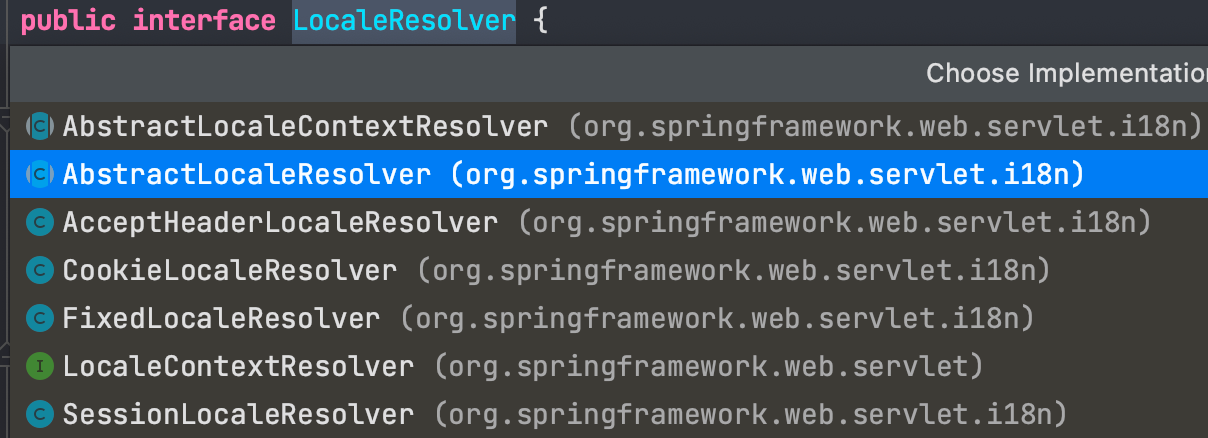 public interface LocaleResolver {
Choose Implementation
C AbstractLocaleContextResolver (org.springframework.web.servlet.i18n)
C AbstractLocaleResolver (org.springframework.web.servlet.i18n)
C AcceptHeaderLocaleResolver (org.springframework.web.servlet.i18n)
C CookieLocaleResolver (org.springframework.web.servlet.i18n)
C FixedLocaleResolver (org.springframework.web.servlet.i18n)
I LocaleContextResolver (org.springframework.web.servlet)
C SessionLocaleResolver (org.springframework.web.servlet.i18n)